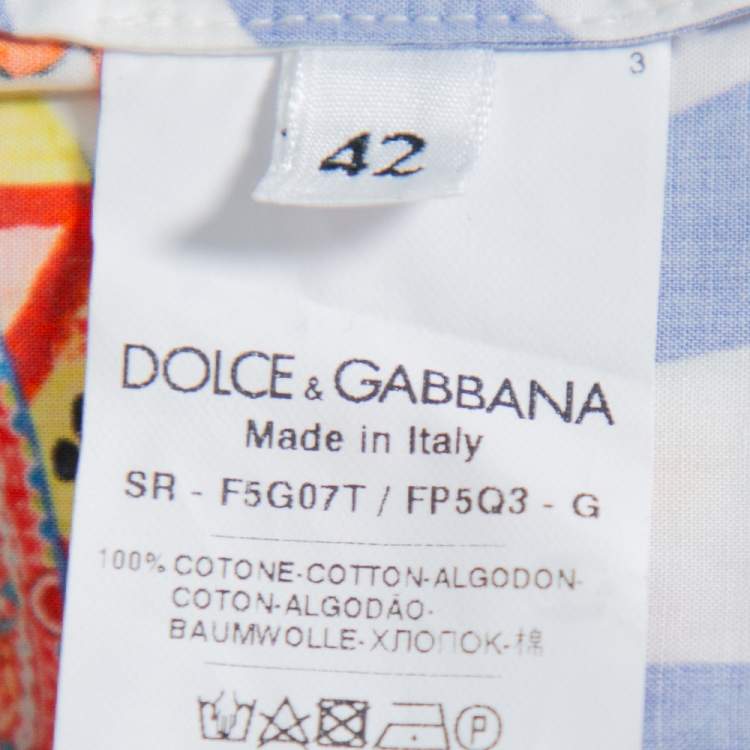 3
42
DOLCE & GABBANA
Made in Italy
SR - F5G07T / FP5Q3 - G
100% COTONE-COTTON-ALGODON-
COTON-ALGODÃO-
BAUMWOLLE-ХЛОПОК-棉
P